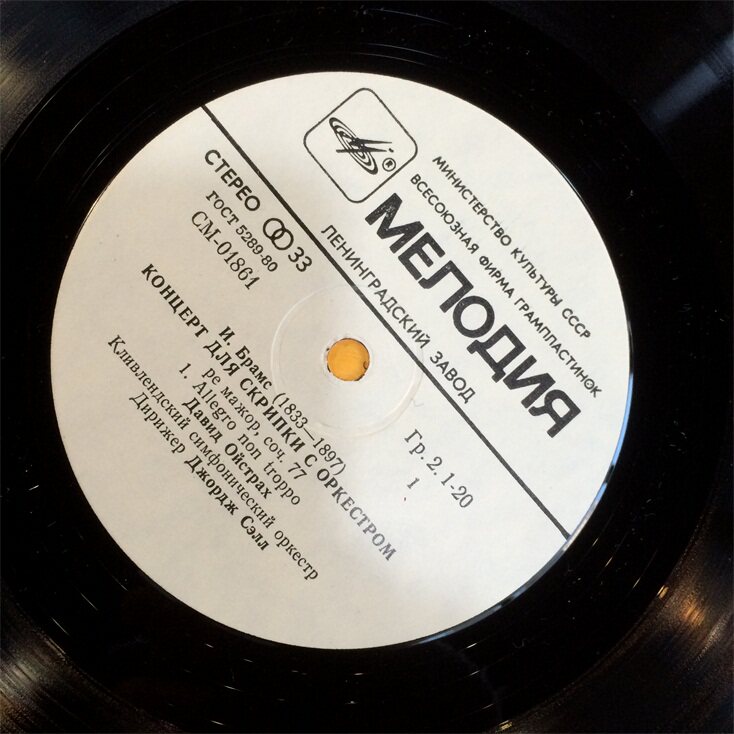 МИНИСТЕРСТВО КУЛЬТУРЫ СССР
ВСЕСОЮЗНАЯ ФИРМА ГРАМПЛАСТИНОК
®
МЕЛОДИЯ
ЛЕНИНГРАДСКИЙ ЗАВОД
СТЕРЕО 33
ГОСТ 5289-80
СМ-01861
Гр. 2. 1-20
1
И. Брамс (1833—1897)
КОНЦЕРТ ДЛЯ СКРИПКИ С ОРКЕСТРОМ
ре мажор, соч. 77
1. Allegro non troppo
Давид Ойстрах
Кливлендский симфонический оркестр
Дирижер Джордж Сэлл